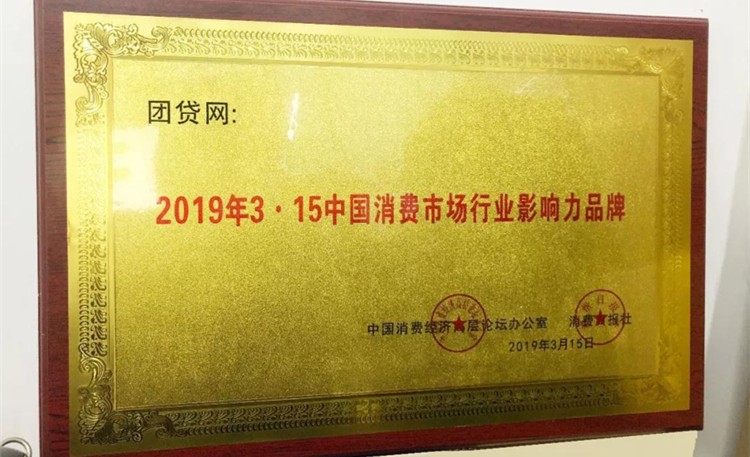 团贷网:
2019年3·15中国消费市场行业影响力品牌
中国消费经济高层论坛办公室 消费日报社
2019年3月15日